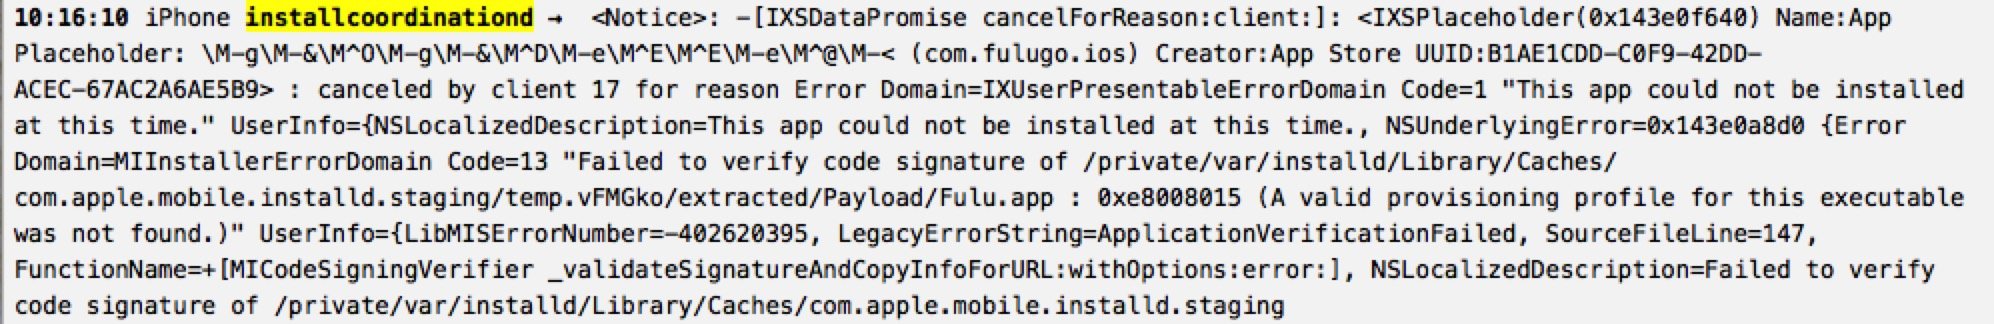 10:16:10 iPhone installcoordinationd → <Notice>: -[IXSDataPromise cancelForReason:client:]: <IXSPlaceholder(0x143e0f640) Name:App
Placeholder: \M-g\M-&\M^O\M-g\M-&\M^D\M-e\M^E\M^E\M-e\M^@\M-< (com.fulugo.ios) Creator:App Store UUID:B1AE1CDD-C0F9-42DD-
ACEC-67AC2A6AE5B9> : canceled by client 17 for reason Error Domain=IXUserPresentableErrorDomain Code=1 "This app could not be installed
at this time." UserInfo={NSLocalizedDescription=This app could not be installed at this time., NSUnderlyingError=0x143e0a8d0 {Error
Domain=MIInstallerErrorDomain Code=13 "Failed to verify code signature of /private/var/installd/Library/Caches/
com.apple.mobile.installd.staging/temp.vFMGko/extracted/Payload/Fulu.app : 0xe8008015 (A valid provisioning profile for this executable
was not found.)" UserInfo={LibMISErrorNumber=-402620395, LegacyErrorString=ApplicationVerificationFailed, SourceFileLine=147,
FunctionName=+[MICodeSigningVerifier _validateSignatureAndCopyInfoForURL:withOptions:error:], NSLocalizedDescription=Failed to verify
code signature of /private/var/installd/Library/Caches/com.apple.mobile.installd.staging